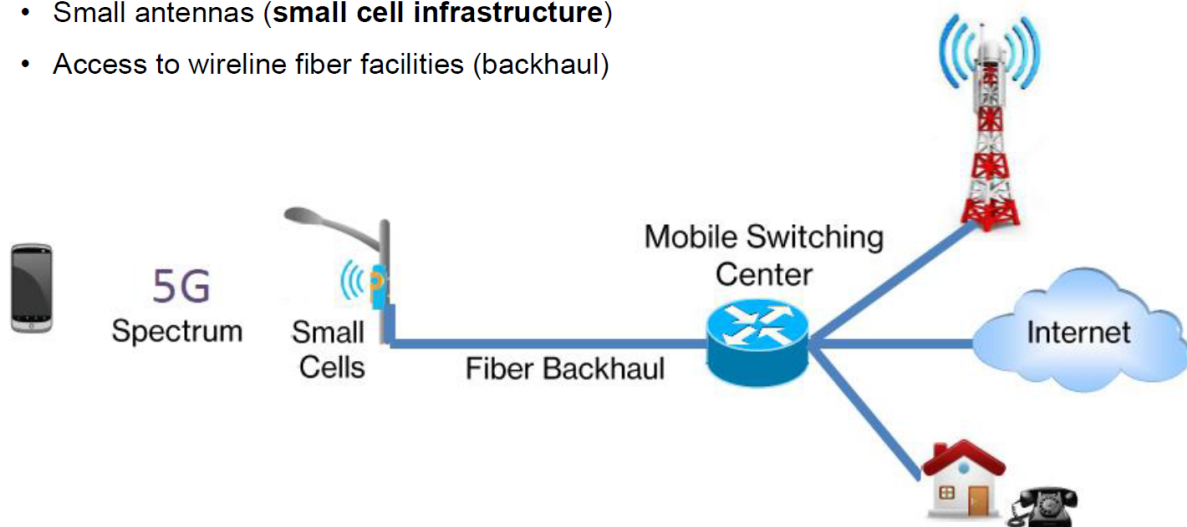 • Small antennas (small cell infrastructure)
• Access to wireline fiber facilities (backhaul)
Mobile Switching
Center
5G
Spectrum
Small
Cells
Fiber Backhaul
Internet